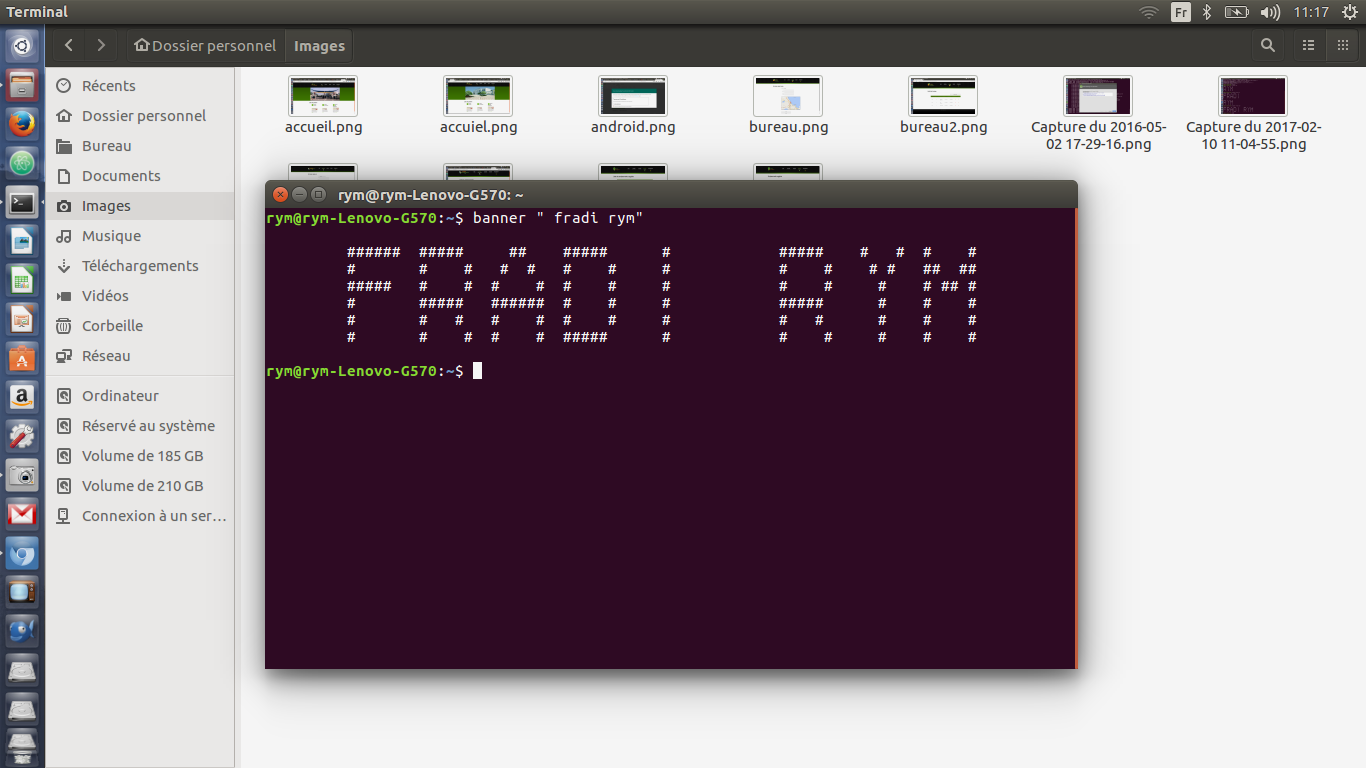 Terminal
Fr
11:17
Dossier personnel
Images
Récents
Dossier personnel
Bureau
Documents
Images
Musique
Téléchargements
Vidéos
Corbeille
Réseau
Ordinateur
Réservé au système
Volume de 185 GB
Volume de 210 GB
Connexion à un ser…
accueil.png
accuiel.png
android.png
bureau.png
bureau2.png
Capture du 2016-05-
02 17-29-16.png
Capture du 2017-02-
10 11-04-55.png
rym@rym-Lenovo-G570: ~
rym@rym-Lenovo-G570:~$ banner " fradi rym"
FRADI RYM
rym@rym-Lenovo-G570:~$